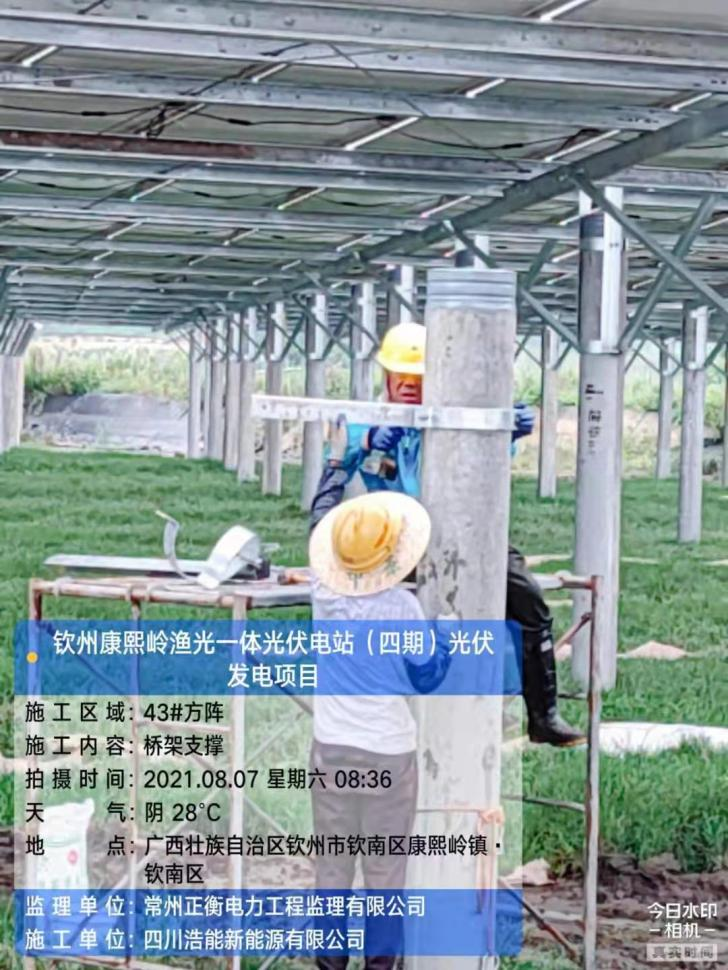 钦州康熙岭渔光一体光伏电站（四期）光伏
发电项目
施工区域：43#方阵
施工内容：桥架支撑
拍摄时间：2021.08.07 星期六 08:36
天气：阴 28°C
地点：广西壮族自治区钦州市钦南区康熙岭镇·
钦南区
监理单位：常州正衡电力工程监理有限公司
施工单位：四川浩能新能源有限公司
今日水印
-相机-
真实时间